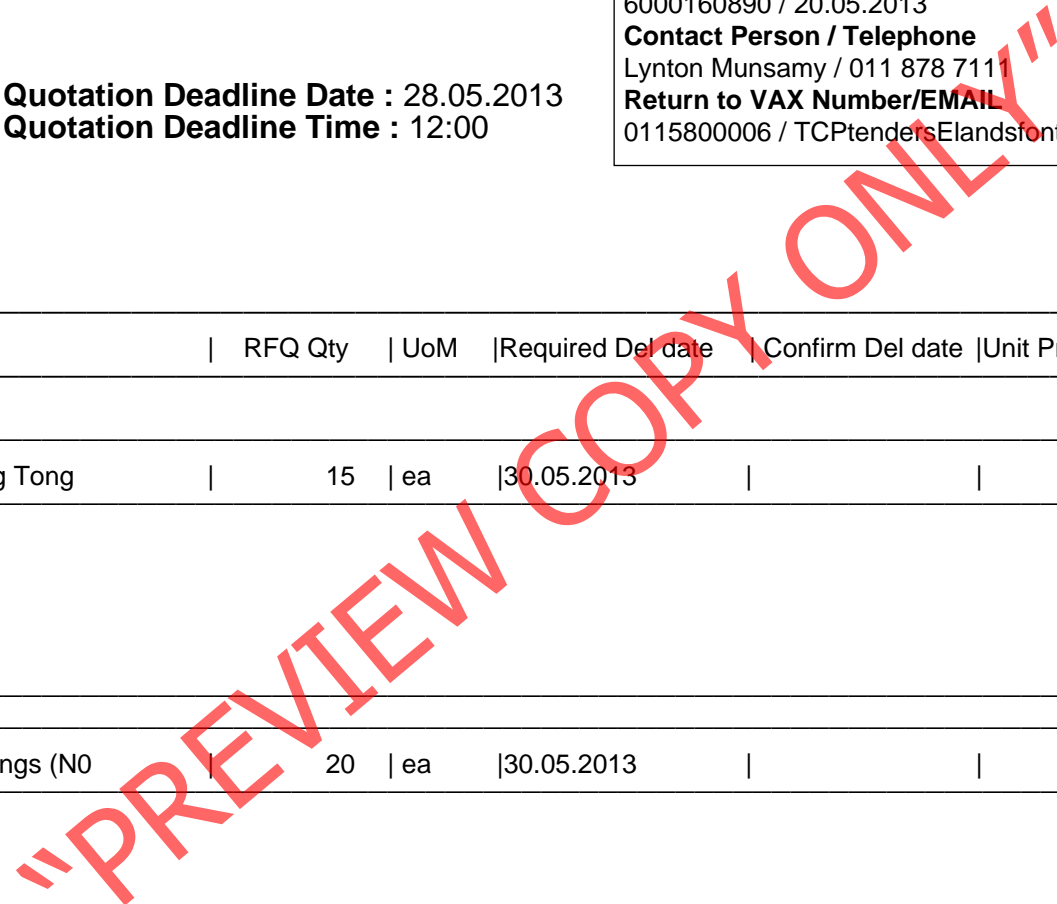 6000160890 / 20.05.2013
Contact Person / Telephone
Lynton Munsamy / 011 878 7111
Return to VAX Number/EMAIL
0115800006 / TCPtendersElandsfont
Quotation Deadline Date : 28.05.2013
Quotation Deadline Time : 12:00
| RFQ Qty | UoM |Required Del date | Confirm Del date |Unit Pr
g Tong | 15 | ea |30.05.2013 | |
ngs (N0 | 20 | ea |30.05.2013 | |
"PREVIEW COPY ONLY"